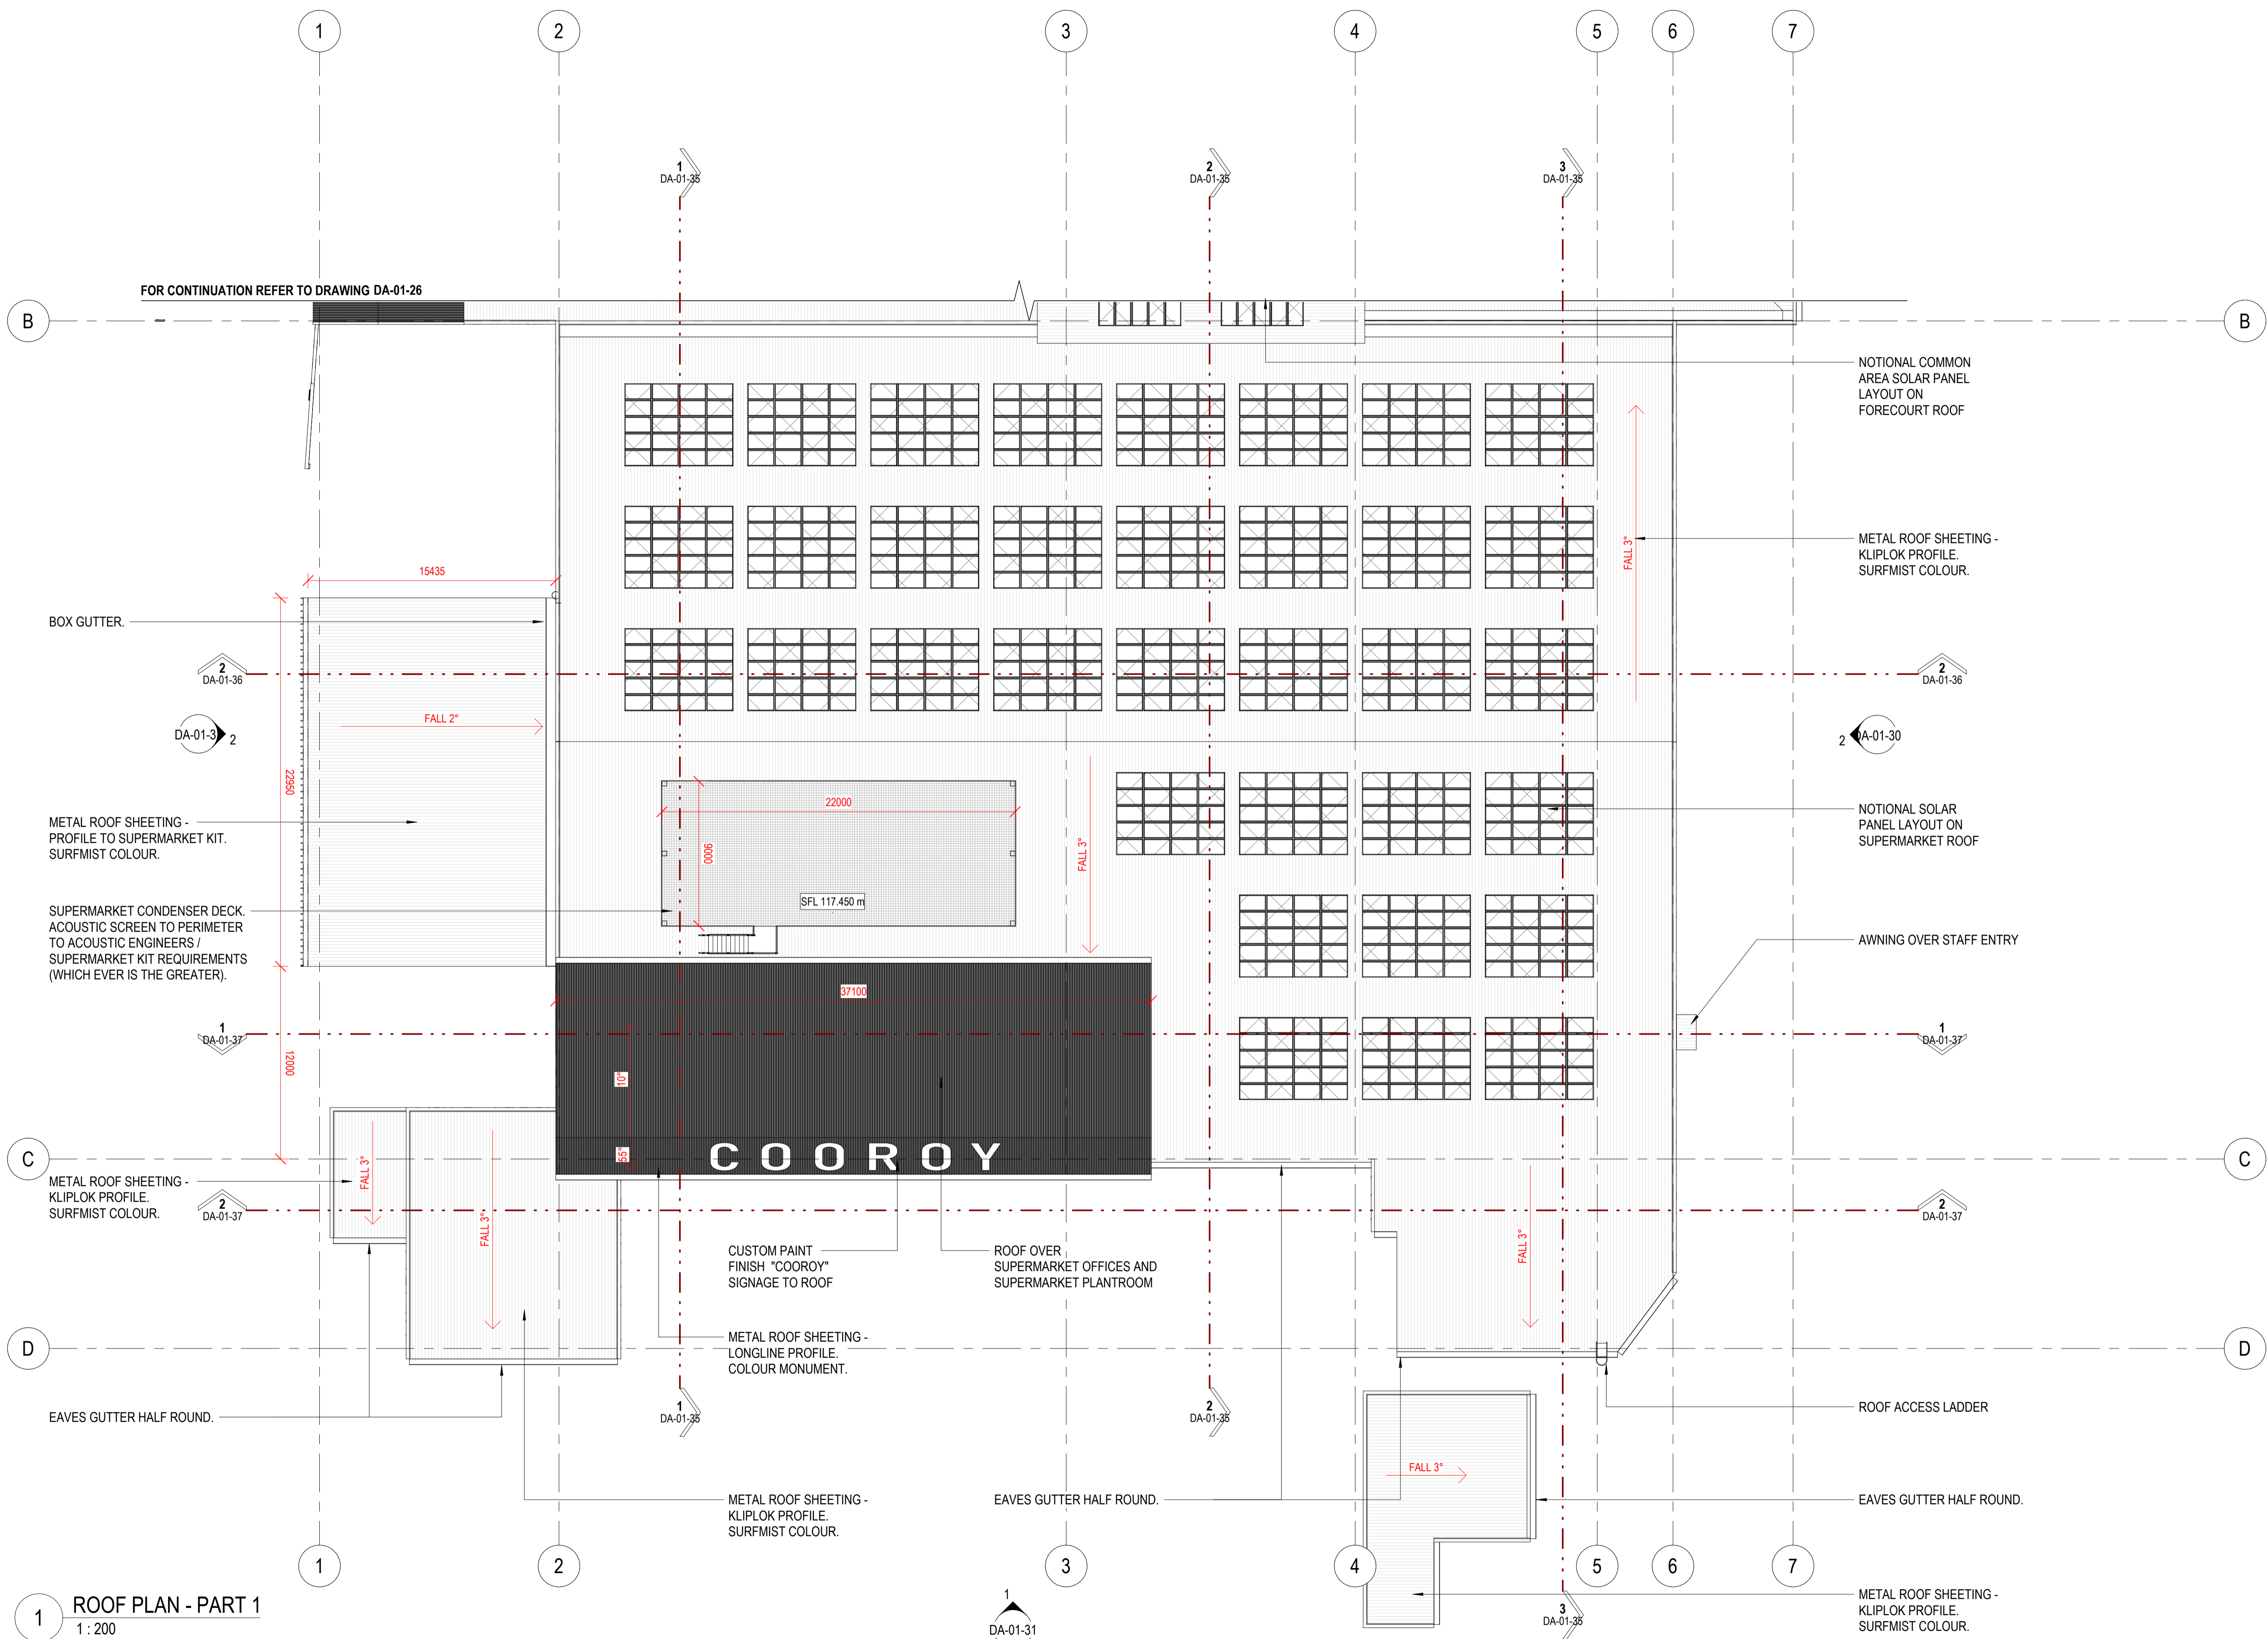 1
2
3
4
5
6
7
1
DA-01-35
2
DA-01-35
3
DA-01-35
FOR CONTINUATION REFER TO DRAWING DA-01-26
B
B
NOTIONAL COMMON
AREA SOLAR PANEL
LAYOUT ON
FORECOURT ROOF
FALL 3°
METAL ROOF SHEETING -
KLIPLOK PROFILE.
SURFMIST COLOUR.
15435
BOX GUTTER.
2
DA-01-36
2
DA-01-36
FALL 2°
DA-01-3
2
2
DA-01-30
22950
METAL ROOF SHEETING -
PROFILE TO SUPERMARKET KIT.
SURFMIST COLOUR.
22000
9000
SFL 117.450 m
FALL 3°
NOTIONAL SOLAR
PANEL LAYOUT ON
SUPERMARKET ROOF
SUPERMARKET CONDENSER DECK.
ACOUSTIC SCREEN TO PERIMETER
TO ACOUSTIC ENGINEERS /
SUPERMARKET KIT REQUIREMENTS
(WHICH EVER IS THE GREATER).
AWNING OVER STAFF ENTRY
37100
1
DA-01-37
1
DA-01-37
12000
10°
55°
COOROY
C
C
METAL ROOF SHEETING -
KLIPLOK PROFILE.
SURFMIST COLOUR.
FALL 3°
2
DA-01-37
2
DA-01-37
FALL 3°
FALL 3°
CUSTOM PAINT
FINISH "COOROY"
SIGNAGE TO ROOF
ROOF OVER
SUPERMARKET OFFICES AND
SUPERMARKET PLANTROOM
D
D
METAL ROOF SHEETING -
LONGLINE PROFILE.
COLOUR MONUMENT.
EAVES GUTTER HALF ROUND.
1
DA-01-35
2
DA-01-35
ROOF ACCESS LADDER
FALL 3°
METAL ROOF SHEETING -
KLIPLOK PROFILE.
SURFMIST COLOUR.
EAVES GUTTER HALF ROUND.
EAVES GUTTER HALF ROUND.
1
2
3
4
5
6
7
1
ROOF PLAN - PART 1
1 : 200
1
DA-01-31
3
DA-01-35
METAL ROOF SHEETING -
KLIPLOK PROFILE.
SURFMIST COLOUR.